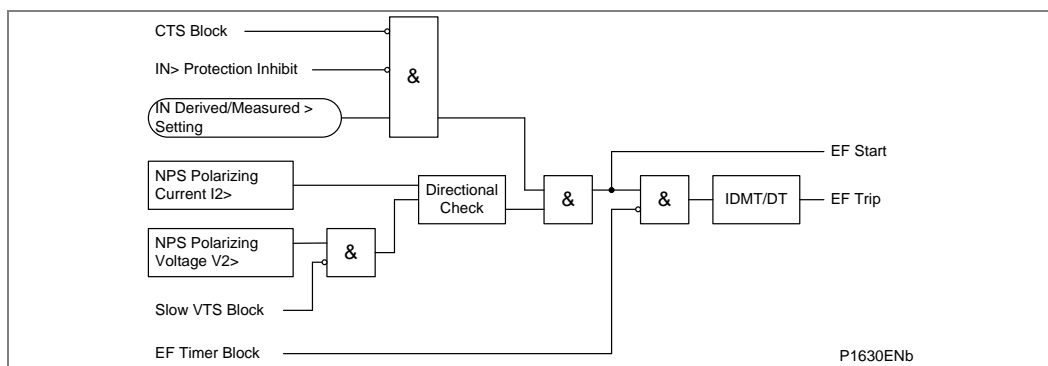 CTS Block
IN> Protection Inhibit
&
IN Derived/Measured >
Setting
EF Start
NPS Polarizing
Current I2>
Directional
Check
&
&
IDMT/DT
EF Trip
NPS Polarizing
Voltage V2>
&
Slow VTS Block
EF Timer Block
P1630ENb